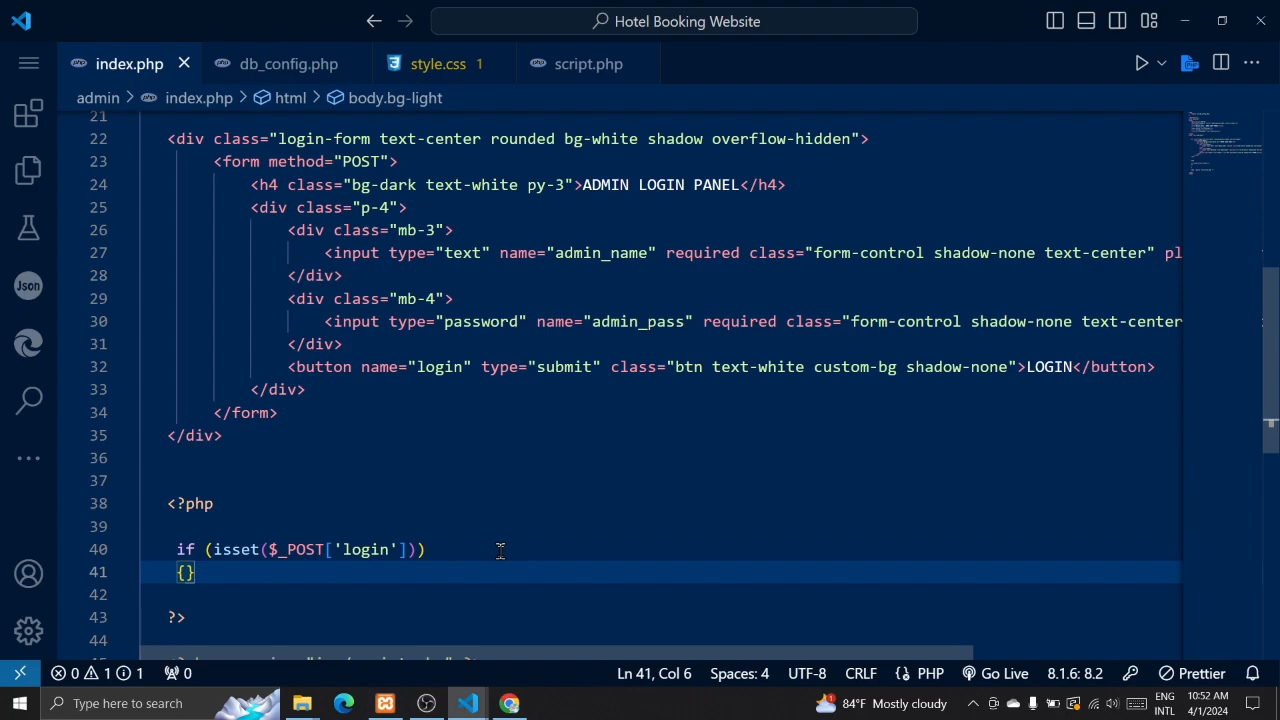 Hotel Booking Website
index.php
db_config.php
style.css 1
script.php
admin > index.php > html > body.bg-light
21
22 <div class="login-form text-center rounded bg-white shadow overflow-hidden">
23 <form method="POST">
24 <h4 class="bg-dark text-white py-3">ADMIN LOGIN PANEL</h4>
25 <div class="p-4">
26 <div class="mb-3">
27 <input type="text" name="admin_name" required class="form-control shadow-none text-center" pl
28 </div>
29 <div class="mb-4">
30 <input type="password" name="admin_pass" required class="form-control shadow-none text-center
31 </div>
32 <button name="login" type="submit" class="btn text-white custom-bg shadow-none">LOGIN</button>
33 </div>
34 </form>
35 </div>
36
37
38 <?php
39
40 if (isset($_POST['login']))
41 {}
42
43 ?>
44
Json
0 1 1 0 Ln 41, Col 6 Spaces: 4 UTF-8 CRLF {} PHP Go Live 8.1.6: 8.2 Prettier
Type here to search
84°F Mostly cloudy
ENG
INTL
10:52 AM
4/1/2024